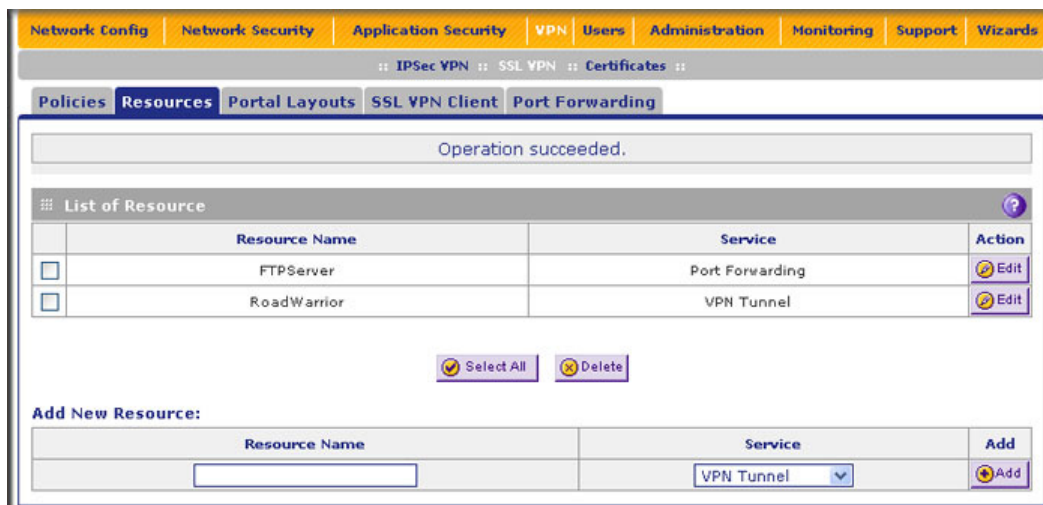 Network Config Network Security Application Security VPN Users Administration Monitoring Support Wizards
:: IPSec VPN :: SSL VPN :: Certificates ::
Policies Resources Portal Layouts SSL VPN Client Port Forwarding
Operation succeeded.
List of Resource ?
Resource Name Service Action
FTPServer Port Forwarding Edit
RoadWarrior VPN Tunnel Edit
Select All Delete
Add New Resource:
Resource Name Service Add
VPN Tunnel Add